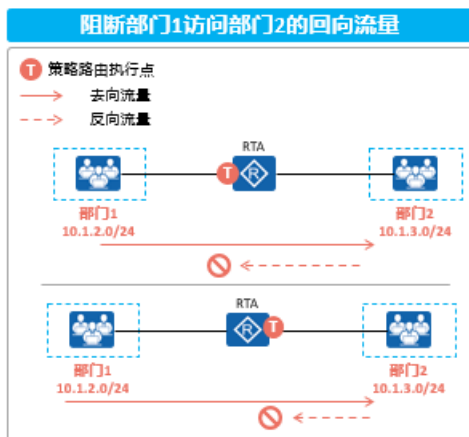 阻断部门1访问部门2的回向流量
T 策略路由执行点
去向流量
反向流量
RTA
T R
部门1 部门2
10.1.2.0/24 10.1.3.0/24
RTA
R T
部门1 部门2
10.1.2.0/24 10.1.3.0/24